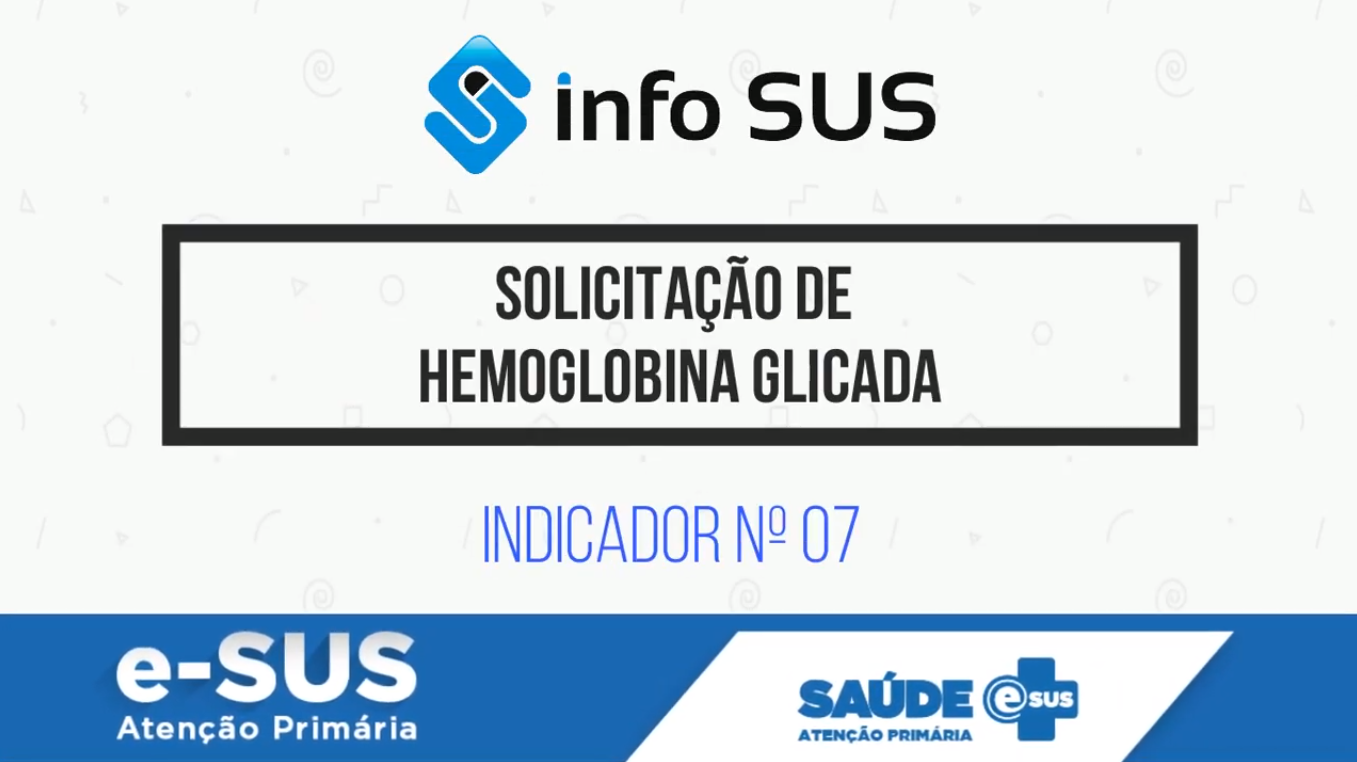 info SUS
SOLICITAÇÃO DE
HEMOGLOBINA GLICADA
INDICADOR Nº 07
e-SUS
Atenção Primária
SAÚDE e SUS
ATENÇÃO PRIMÁRIA